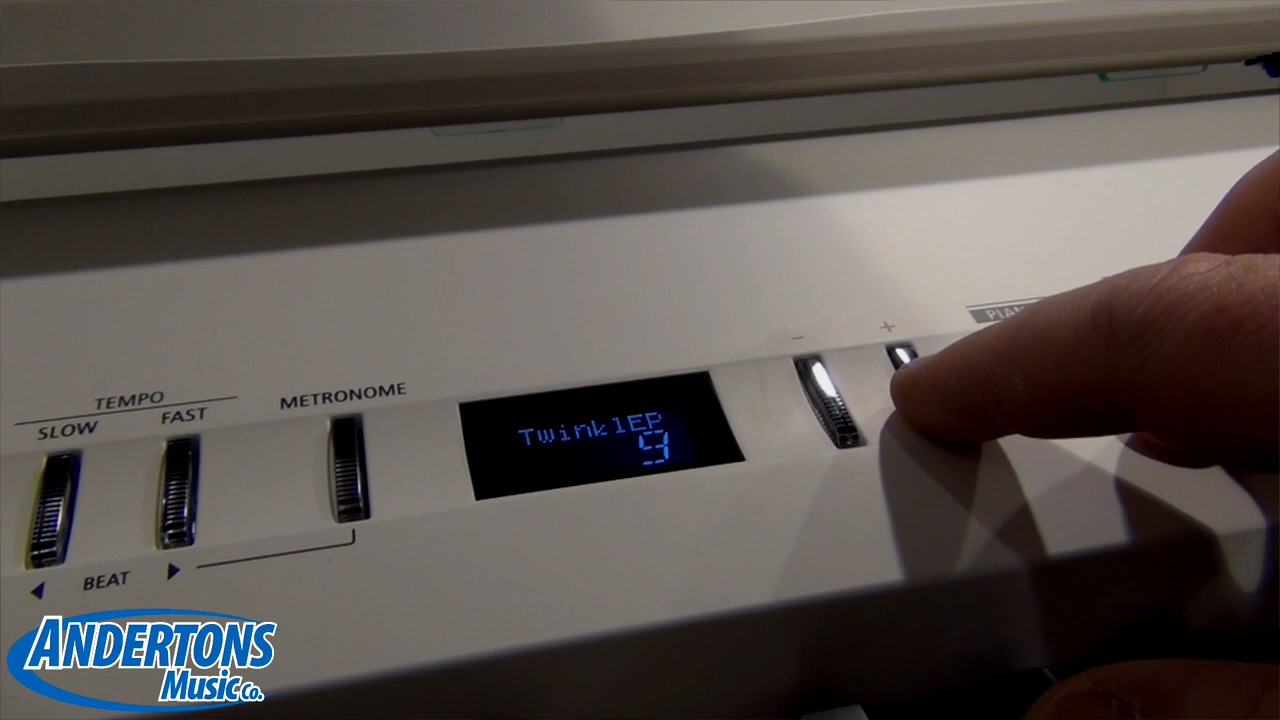 TEMPO
SLOW FAST
METRONOME
BEAT
TwinklEP
9
- +
ANDERTONS
Music Co.